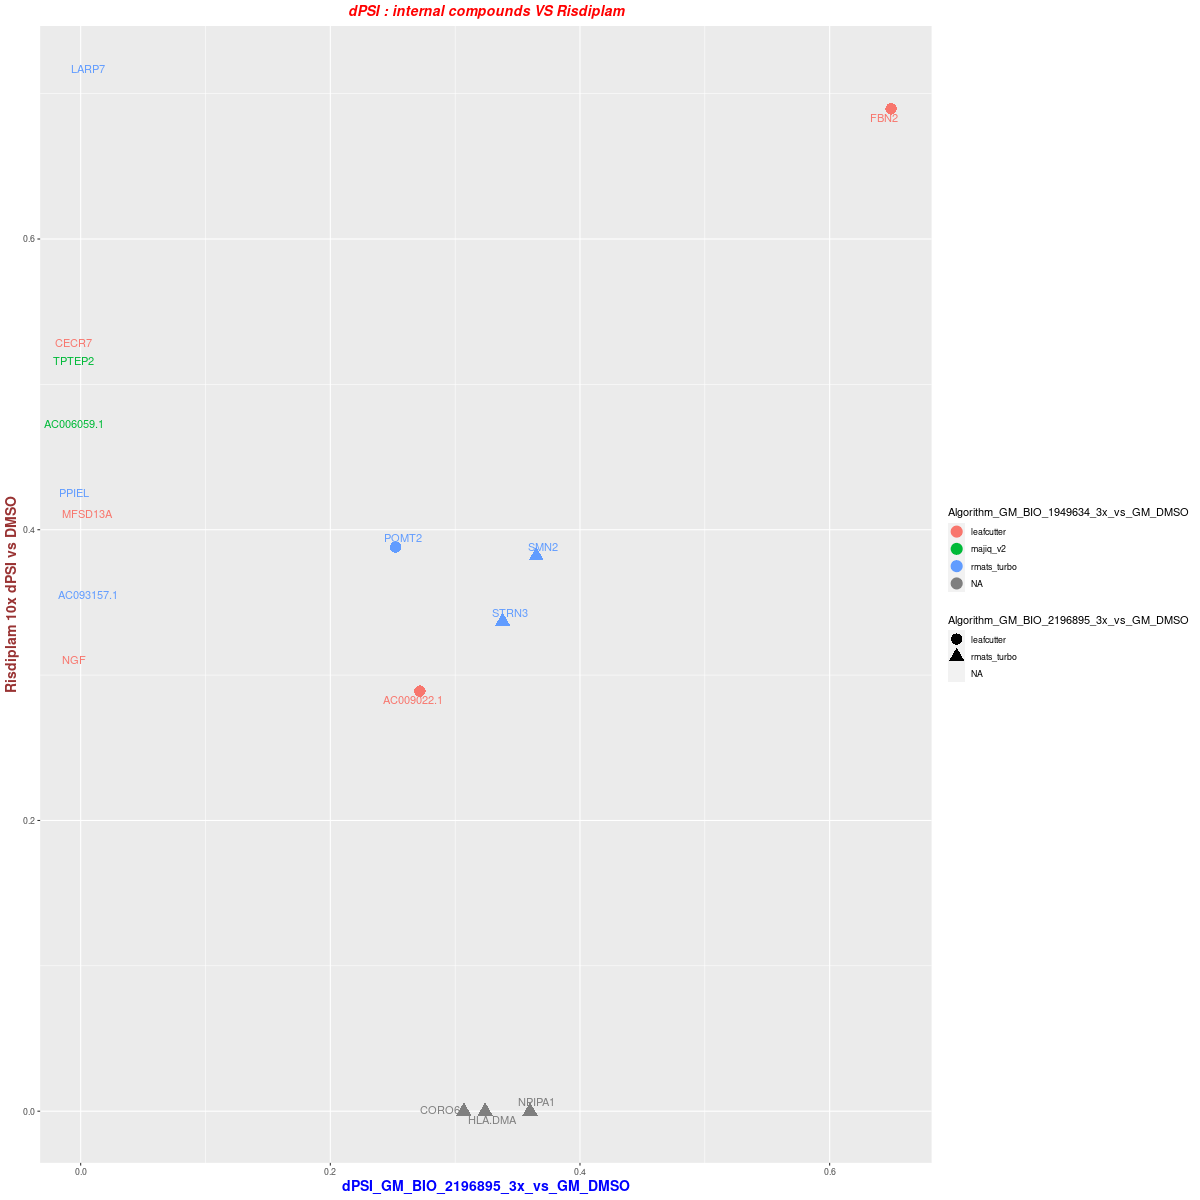 dPSI : internal compounds VS Risdiplam
LARP7
FBN2
0.6
CECR7
TPTEP2
AC006059.1
PPIEL
MFSD13A
0.4
POMT2
SMN2
AC093157.1
STRN3
NGF
AC009022.1
0.2
NPIPA1
CORO6
0.0
HLA.DMA
0.0
0.2
0.4
0.6
dPSI_GM_BIO_2196895_3x_vs_GM_DMSO
Risdiplam 10x dPSI vs DMSO
Algorithm_GM_BIO_1949634_3x_vs_GM_DMSO
leafcutter
majiq_v2
rmats_turbo
NA
Algorithm_GM_BIO_2196895_3x_vs_GM_DMSO
leafcutter
rmats_turbo
NA